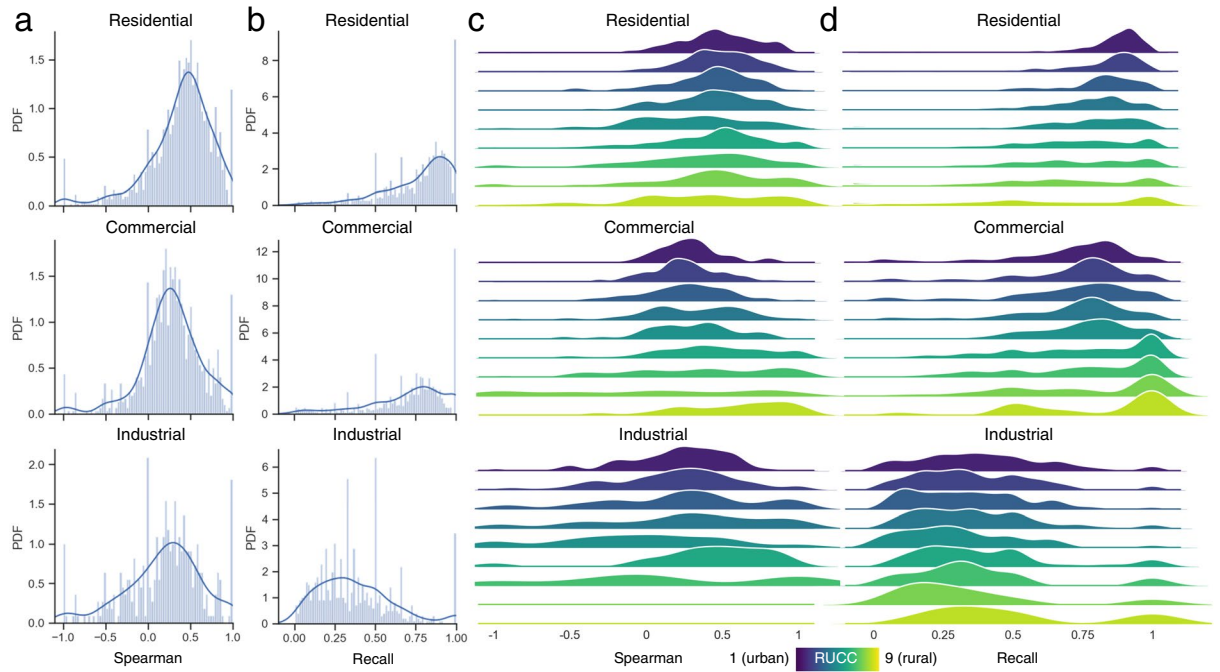 a
b
c
d
Residential
Residential
Residential
Residential
PDF
1.5
1.0
0.5
0.0
PDF
8
6
4
2
0
Commercial
Commercial
Commercial
Commercial
PDF
1.5
1.0
0.5
0.0
PDF
12
10
8
6
4
2
0
Industrial
Industrial
Industrial
Industrial
PDF
2.0
1.5
1.0
0.5
0.0
PDF
6
5
4
3
2
1
0
−1.0 −0.5 0.0 0.5 1.0
0.00 0.25 0.50 0.75 1.00
-1 -0.5 0 0.5 1
0 0.25 0.5 0.75 1
Spearman
Recall
Spearman
1 (urban) RUCC 9 (rural)
Recall